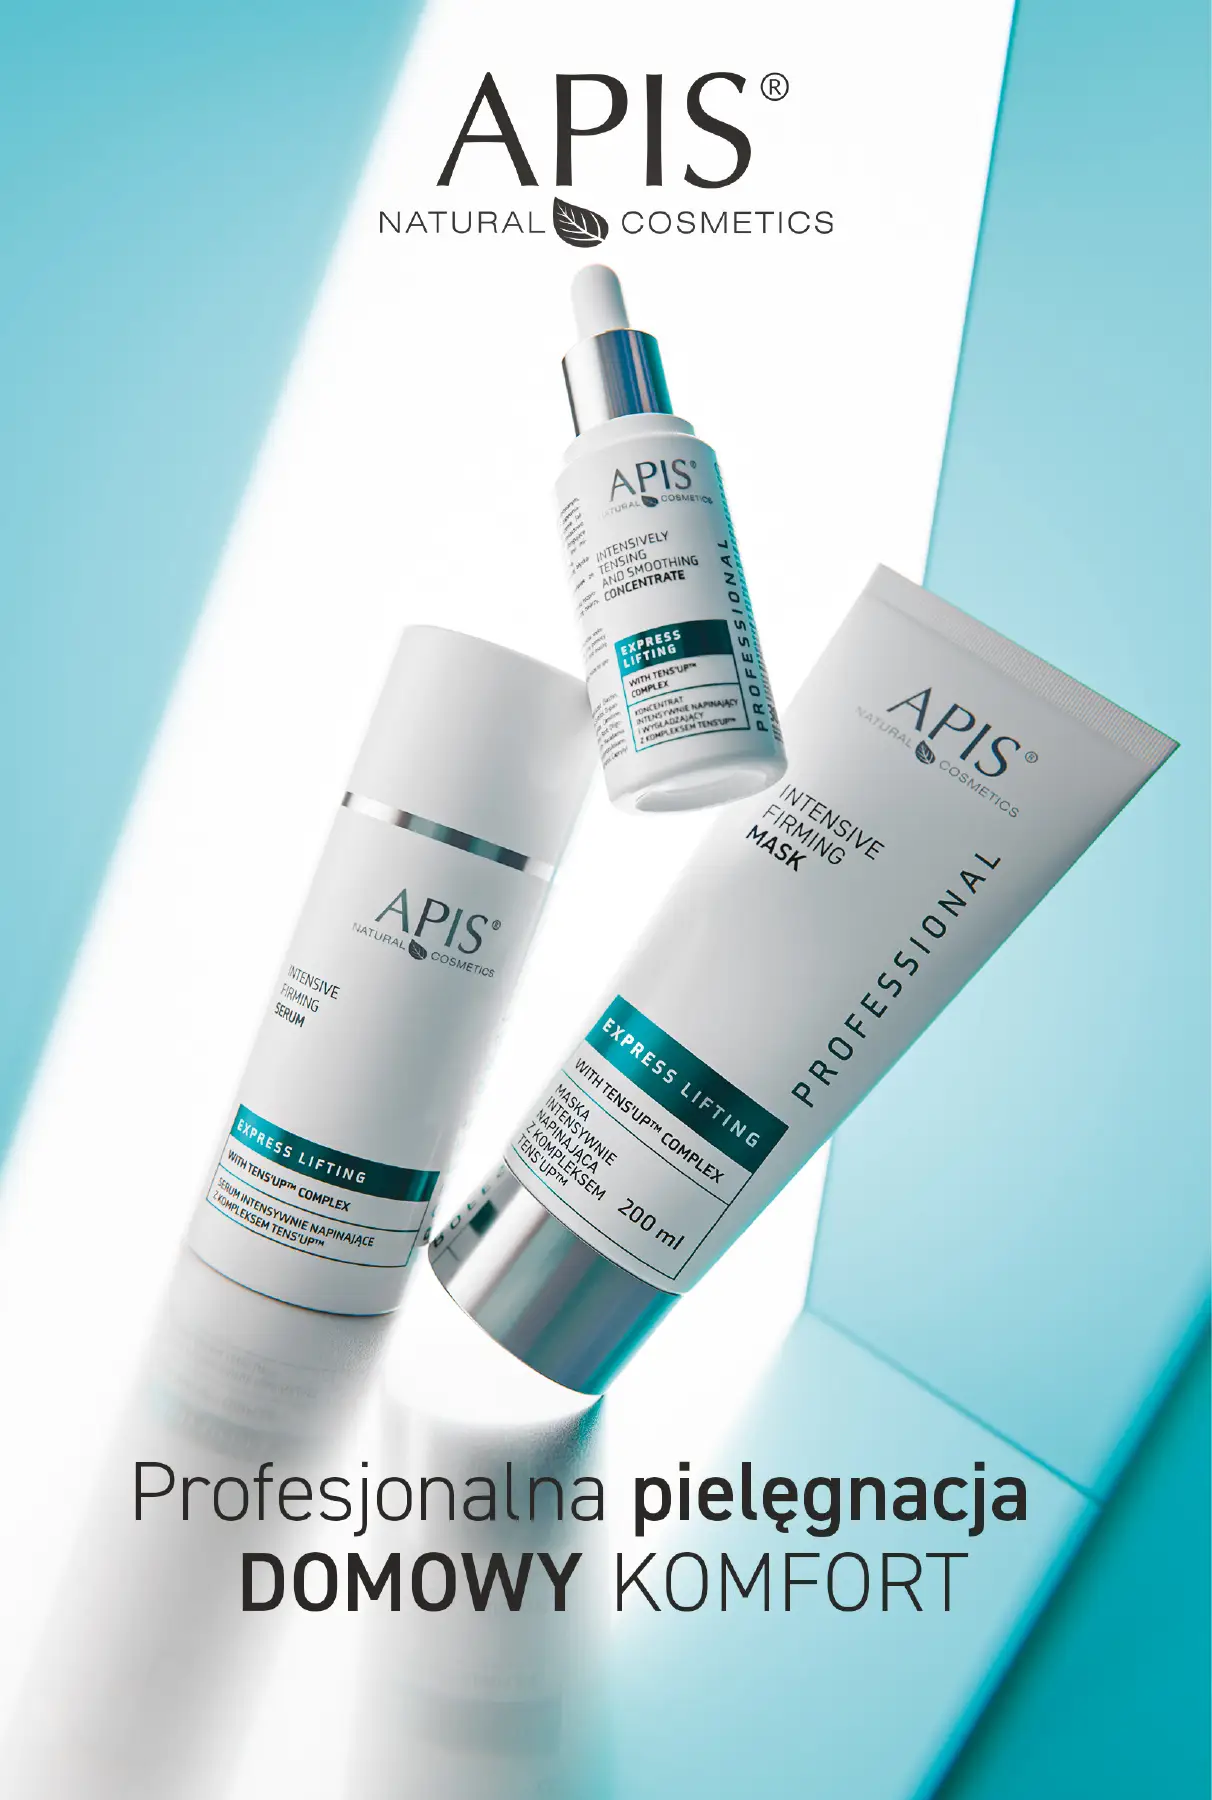 APIS®
NATURAL COSMETICS
APIS®
NATURAL COSMETICS
INTENSIVELY
TENSING
AND SMOOTHING
CONCENTRATE
PROFESSIONAL
EXPRESS
LIFTING
WITH TENS'UP™
COMPLEX
KONCENTRAT
INTENSYWNIE NAPINAJĄCY
I WYGŁADZAJĄCY
Z KOMPLEKSEM TENS'UP™
APIS®
NATURAL COSMETICS
INTENSIVE
FIRMING
MASK
PROFESSIONAL
EXPRESS LIFTING
WITH TENS'UP™ COMPLEX
MASKA
INTENSYWNIE
NAPINAJĄCA
Z KOMPLEKSEM
TENS'UP™
200 ml
APIS®
NATURAL COSMETICS
INTENSIVE
FIRMING
SERUM
EXPRESS LIFTING
WITH TENS'UP™ COMPLEX
SERUM INTENSYWNIE NAPINAJĄCE
Z KOMPLEKSEM TENS'UP™
Profesjonalna pielęgnacja
DOMOWY KOMFORT